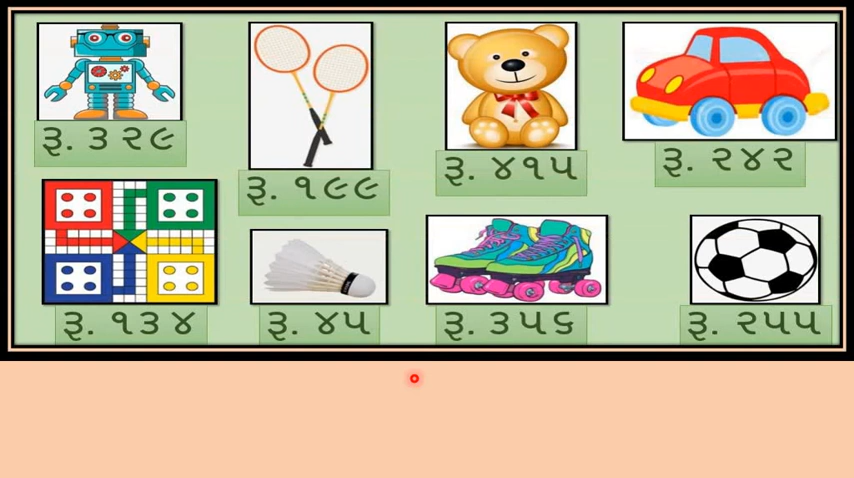 રૂ. ૩૨૯
રૂ. ૧૯૯
રૂ. ૪૧૫
રૂ. ૨૪૨
રૂ. ૧૩૪
રૂ. ૪૫
રૂ. ૩૫૬
રૂ. ૨૫૫